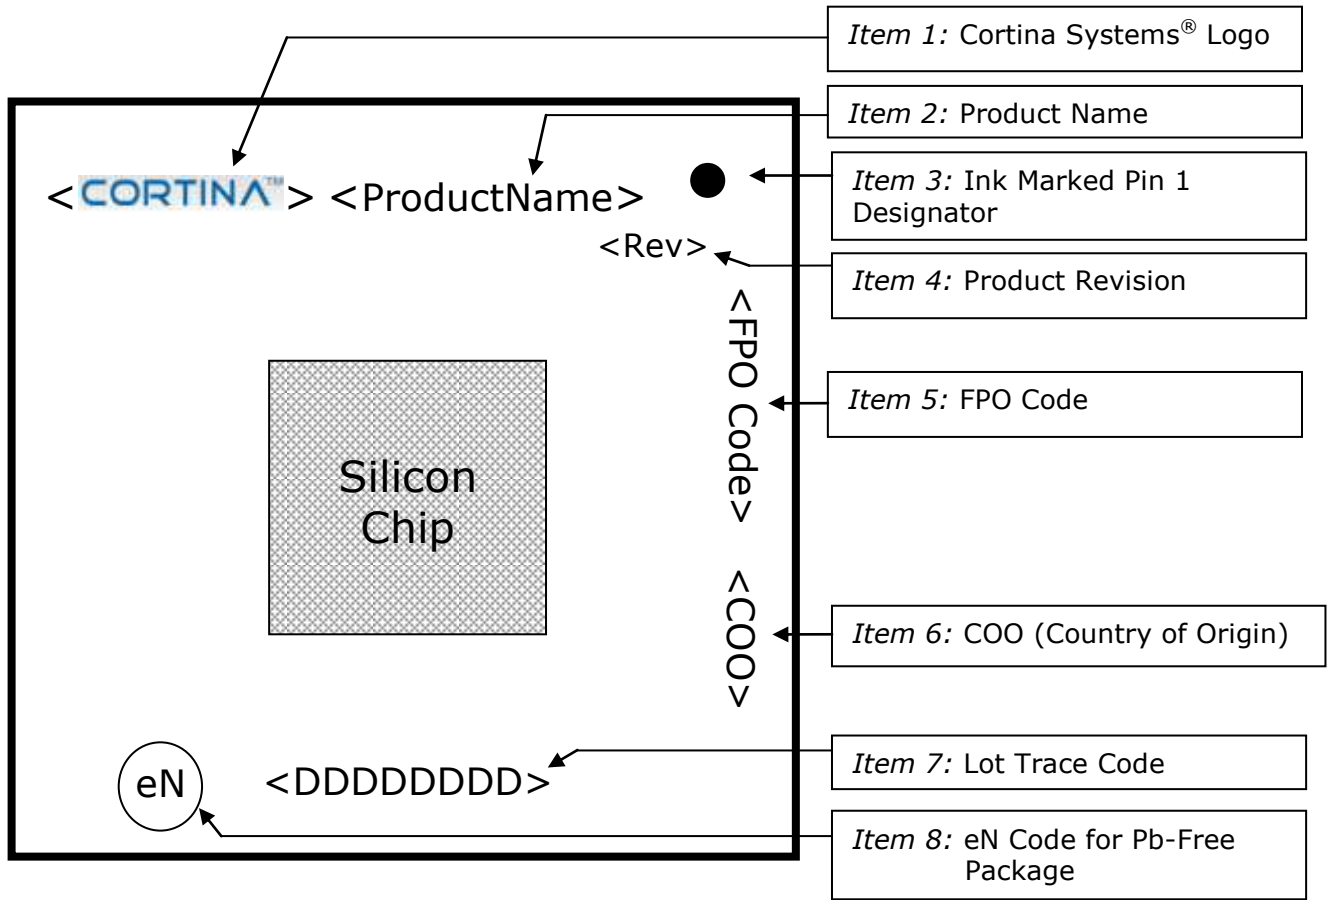 Item 1: Cortina Systems® Logo
Item 2: Product Name
<CORTINA™> <ProductName>
Item 3: Ink Marked Pin 1
Designator
<Rev>
Item 4: Product Revision
<FPO Code>
Item 5: FPO Code
Silicon
Chip
<COO>
Item 6: COO (Country of Origin)
Item 7: Lot Trace Code
eN
<DDDDDDDD>
Item 8: eN Code for Pb-Free
Package